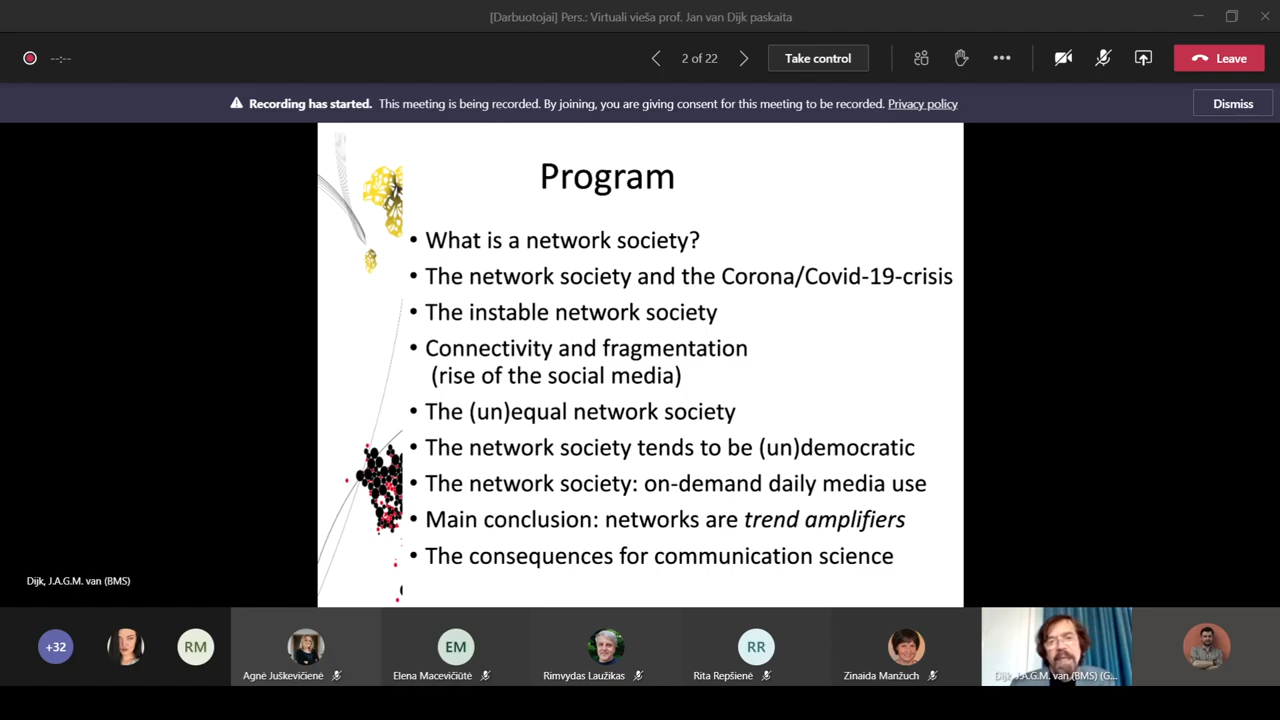 [Darbuotojai] Pers.: Virtuali vieša prof. Jan van Dijk paskaita
--:--
2 of 22
Take control
Leave
Recording has started. This meeting is being recorded. By joining, you are giving consent for this meeting to be recorded. Privacy policy
Dismiss
Program
• What is a network society?
• The network society and the Corona/Covid-19-crisis
• The instable network society
• Connectivity and fragmentation
(rise of the social media)
• The (un)equal network society
• The network society tends to be (un)democratic
• The network society: on-demand daily media use
• Main conclusion: networks are trend amplifiers
• The consequences for communication science
Dijk, J.A.G.M. van (BMS)
+32
RM
Agnė Juškevičienė
EM
Elena Macevičiūtė
Rimvydas Laužikas
RR
Rita Repšienė
Zinaida Manžuch
Dijk, J.A.G.M. van (BMS) (G...